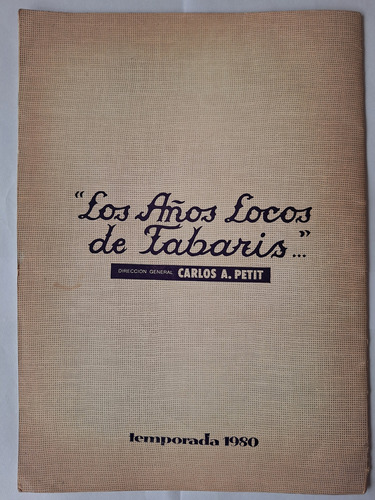 "Los Años Locos
de Tabaris..."
DIRECCION GENERAL CARLOS A. PETIT
temporada 1980